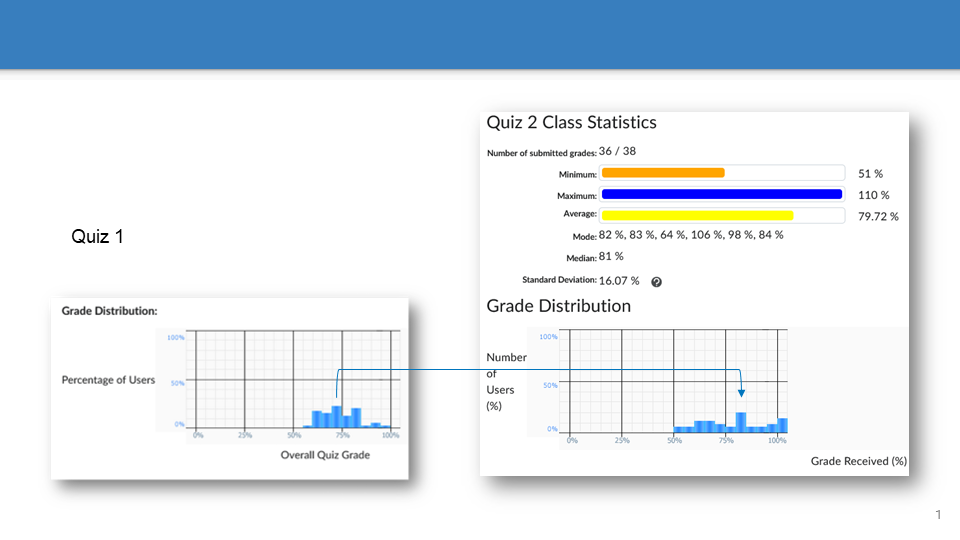 Quiz 1
Grade Distribution:
100%
Percentage of Users
50%
0%
0% 25% 50% 75% 100%
Overall Quiz Grade
Quiz 2 Class Statistics
Number of submitted grades: 36 / 38
Minimum: 51 %
Maximum: 110 %
Average: 79.72 %
Mode: 82 %, 83 %, 64 %, 106 %, 98 %, 84 %
Median: 81 %
Standard Deviation: 16.07 % ?
Grade Distribution
100%
Number
of
Users
(%)
50%
0%
0% 25% 50% 75% 100%
Grade Received (%)
1